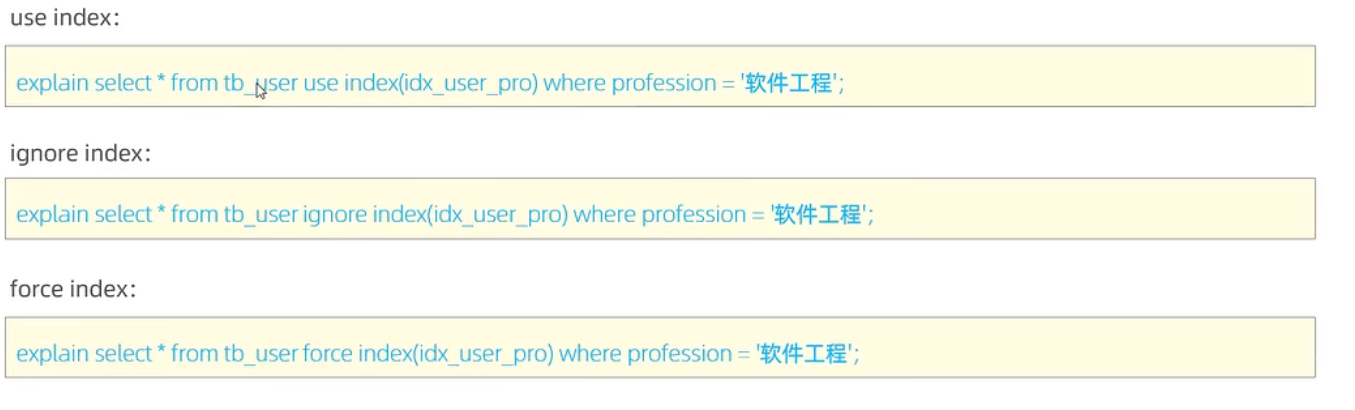 use index：
explain select * from tb_user use index(idx_user_pro) where profession = '软件工程';
ignore index：
explain select * from tb_user ignore index(idx_user_pro) where profession = '软件工程';
force index：
explain select * from tb_user force index(idx_user_pro) where profession = '软件工程';